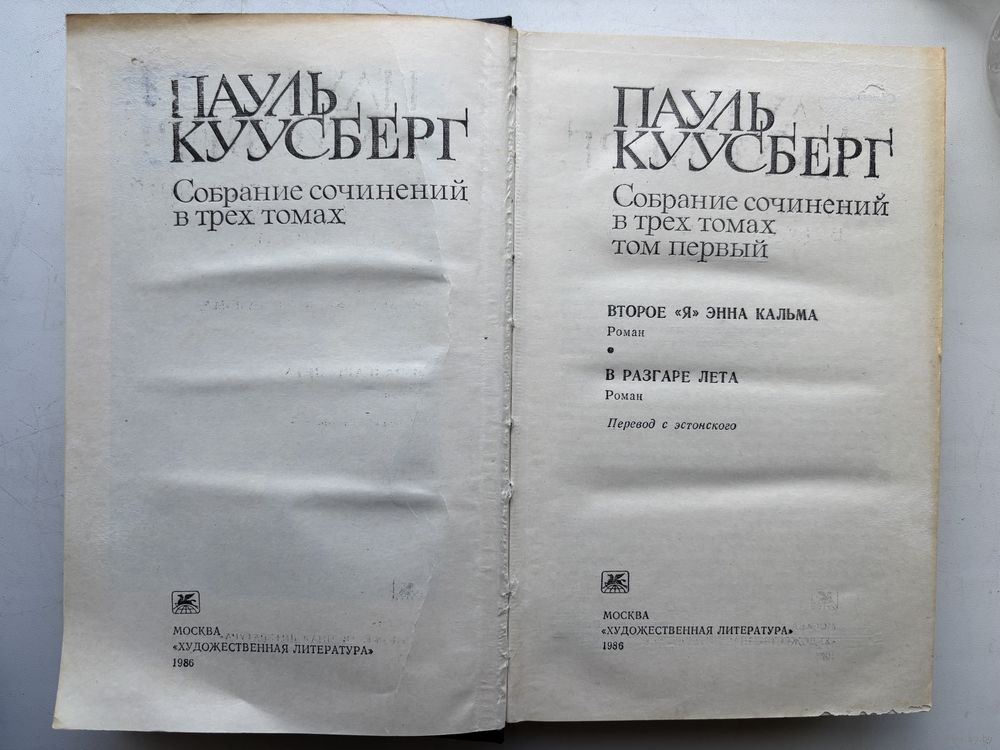 ПАУЛЬ
КУУСБЕРГ
Собрание сочинений
в трех томах
МОСКВА
«ХУДОЖЕСТВЕННАЯ ЛИТЕРАТУРА»
1986
ПАУЛЬ
КУУСБЕРГ
Собрание сочинений
в трех томах
том первый
ВТОРОЕ «Я» ЭННА КАЛЬМА
Роман
В РАЗГАРЕ ЛЕТА
Роман
Перевод с эстонского
МОСКВА
«ХУДОЖЕСТВЕННАЯ ЛИТЕРАТУРА»
1986